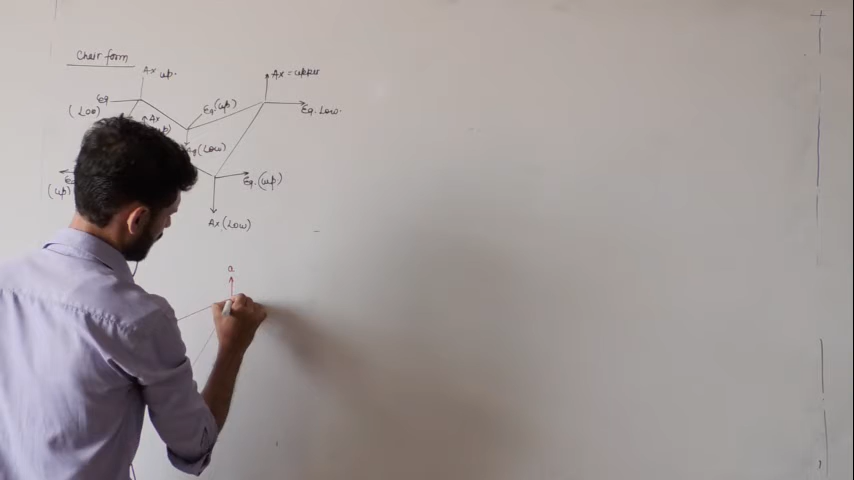 Chair form
Ax up.
Ax = upper
Eq
Eq. (up)
(Low)
Eq. Low.
Ax
(Low)
Eq. (up)
(up)
Ax (Low)
a